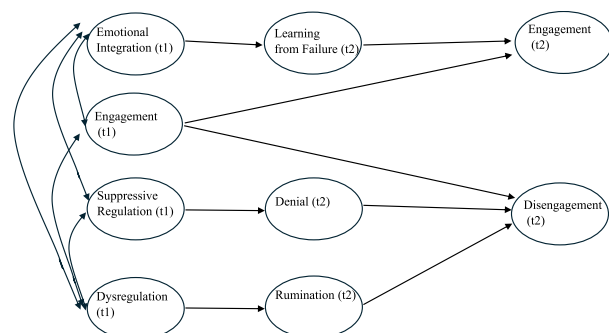 Emotional
Integration (t1)
Learning
from Failure (t2)
Engagement
(t2)
Engagement
(t1)
Suppressive
Regulation (t1)
Denial (t2)
Disengagement
(t2)
Dysregulation
(t1)
Rumination (t2)